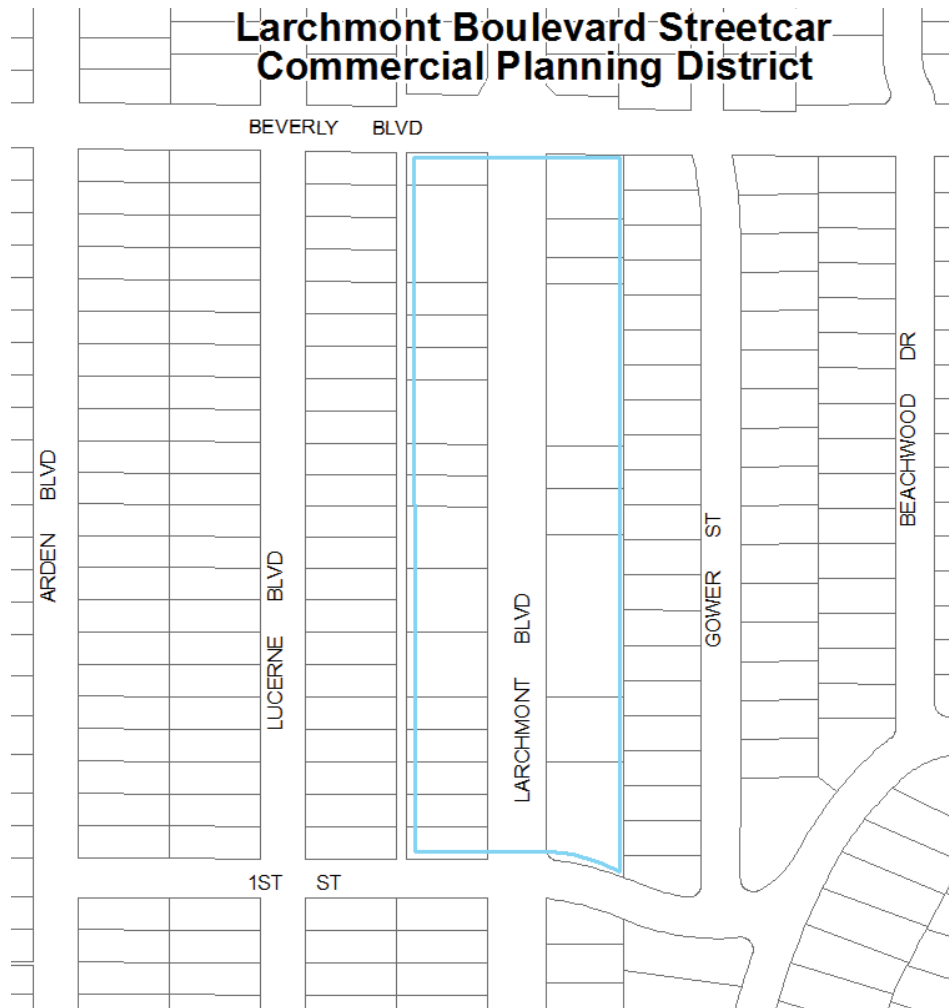 Larchmont Boulevard Streetcar
Commercial Planning District
BEVERLY BLVD
ARDEN BLVD
LUCERNE BLVD
LARCHMONT BLVD
GOWER ST
BEACHWOOD DR
1ST ST